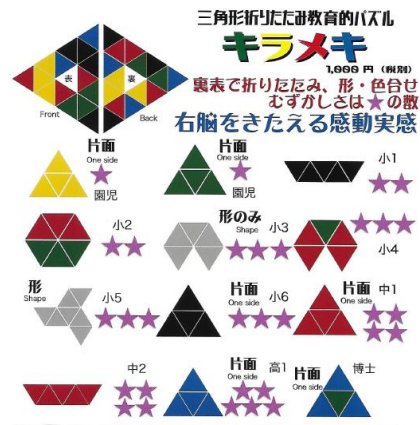 三角形折りたたみ教育的パズル
キラメキ
1,000 円 (税別)
表
裏
Front
Back
裏表で折りたたみ、形・色合せ
むずかしさは★の数
右脳をきたえる感動実感
片面
One side
園児
片面
One side
園児
小1
小2
形のみ
Shape
小3
小4
形
Shape
小5
片面
One side
小6
片面
One side
中1
中2
片面
One side
高1
片面
One side
博士